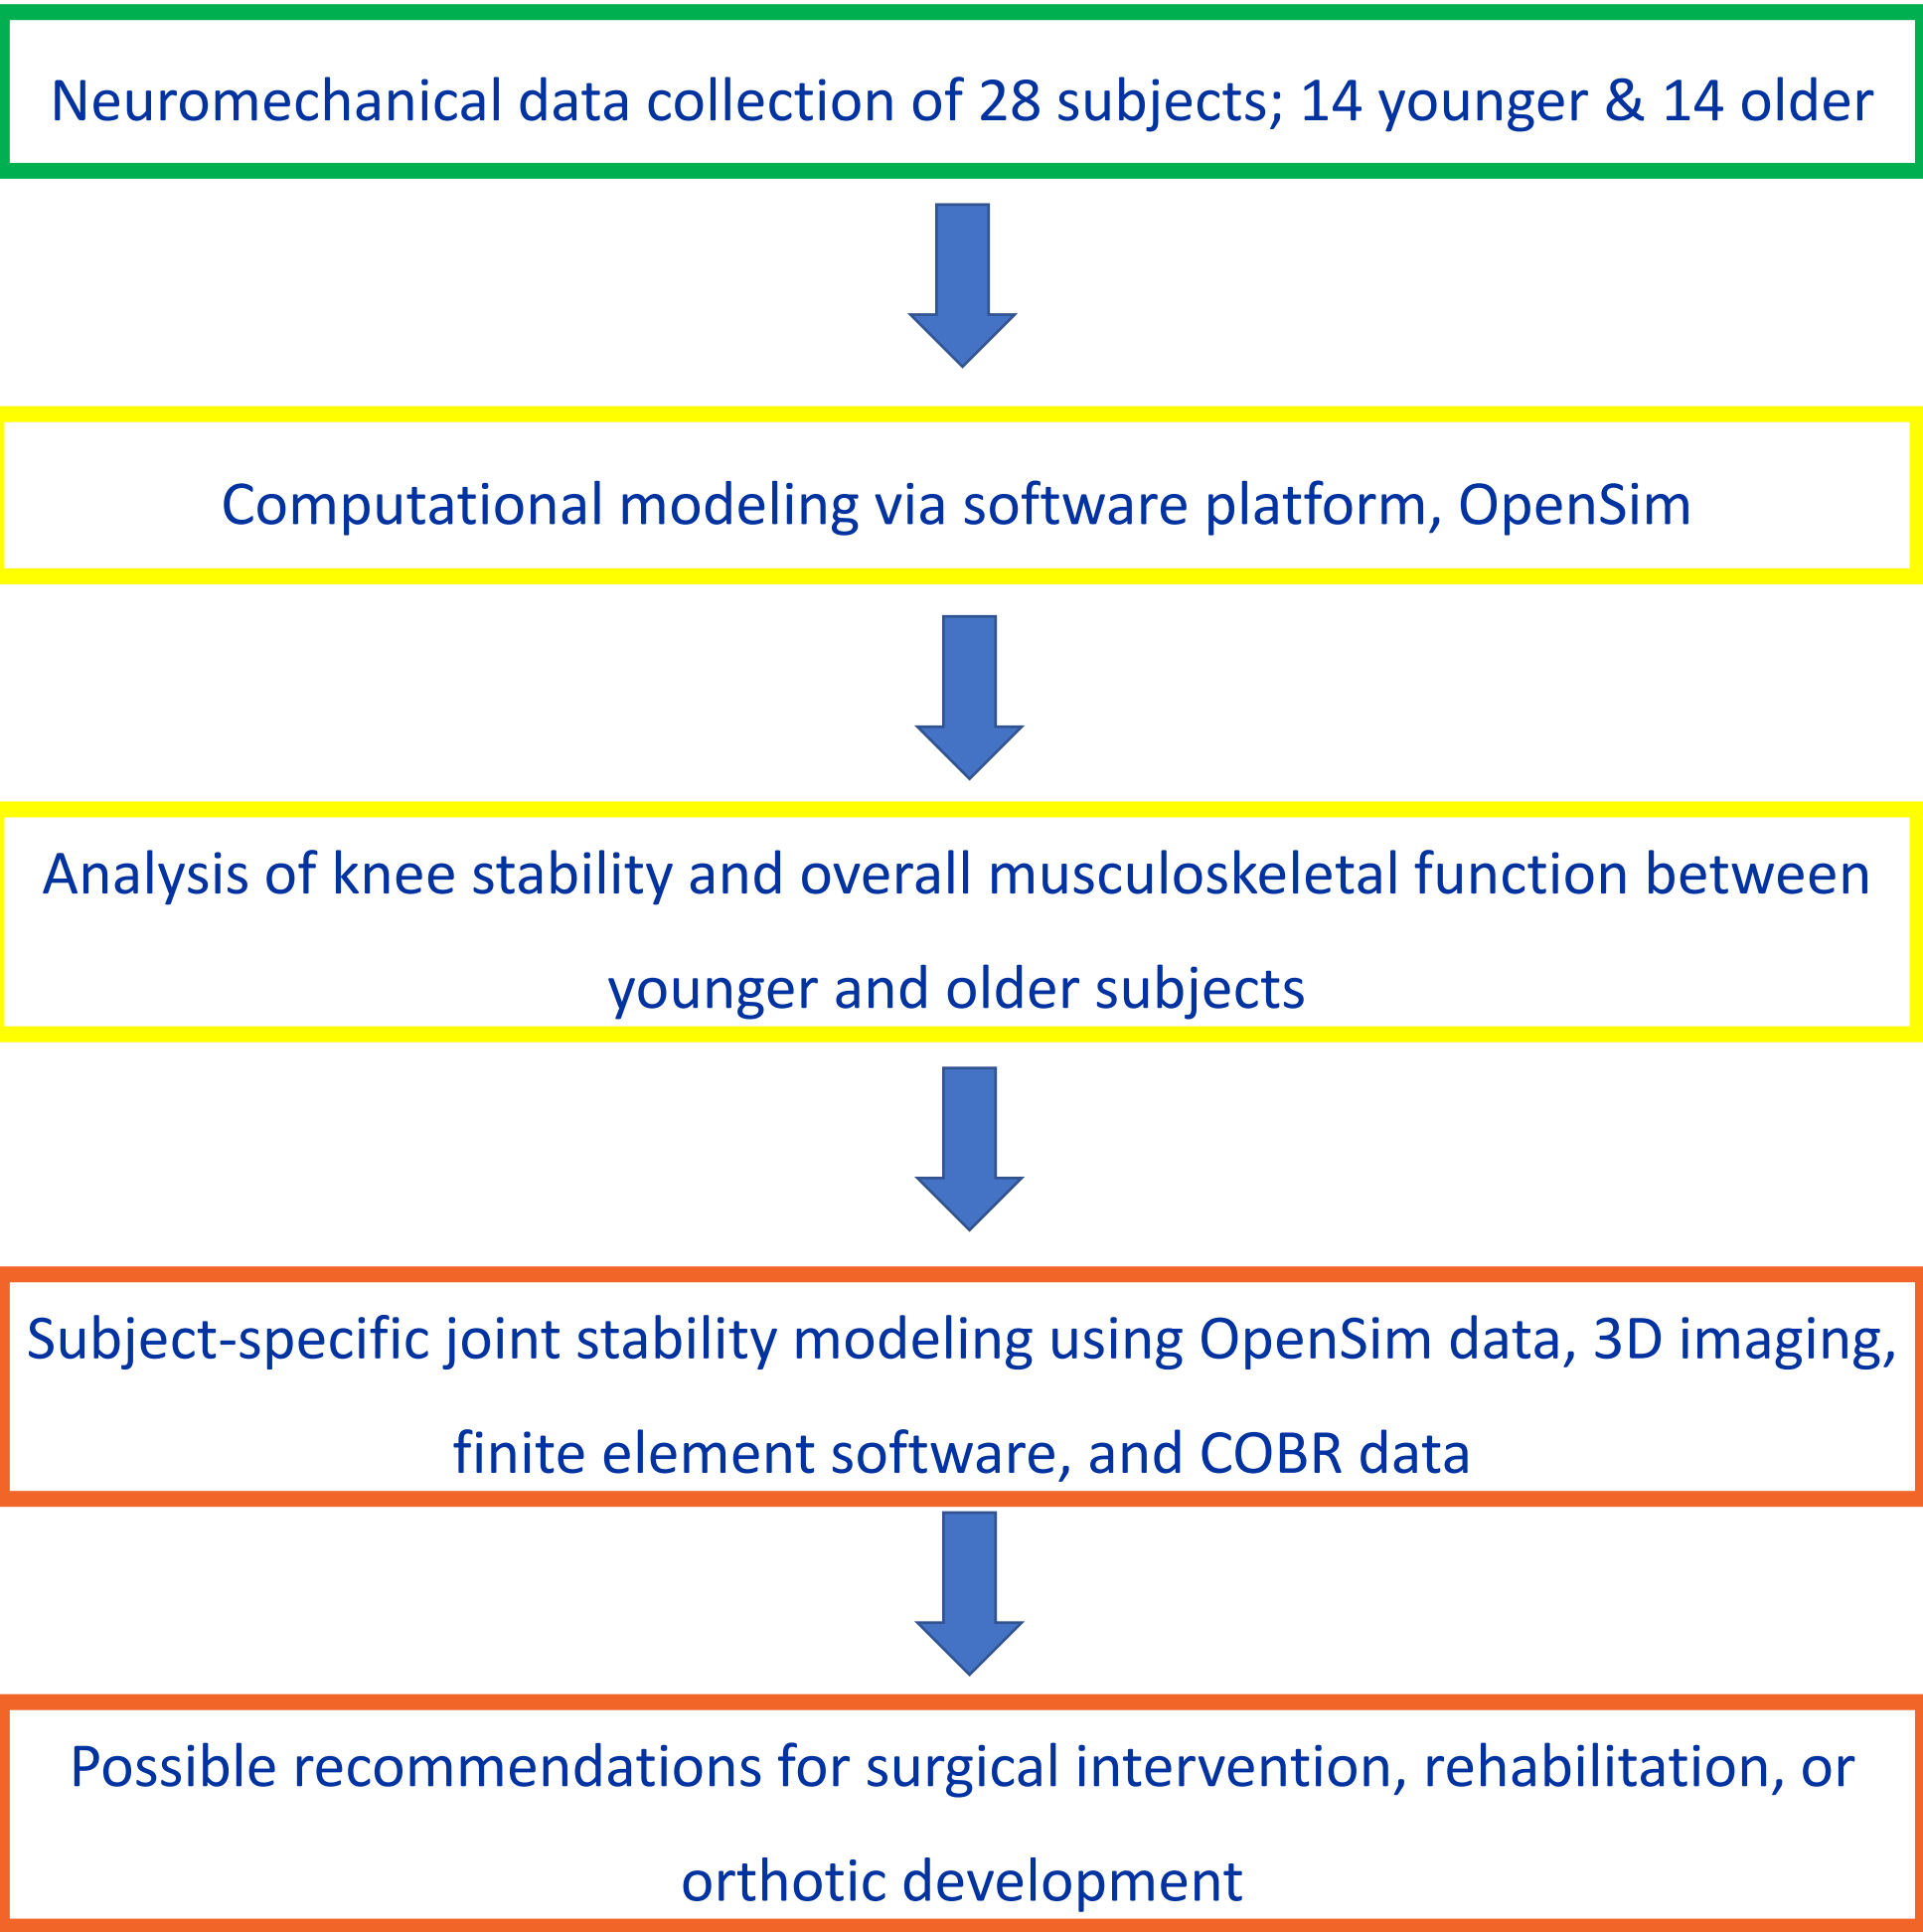 Neuromechanical data collection of 28 subjects; 14 younger & 14 older
Computational modeling via software platform, OpenSim
Analysis of knee stability and overall musculoskeletal function between
younger and older subjects
Subject-specific joint stability modeling using OpenSim data, 3D imaging,
finite element software, and COBR data
Possible recommendations for surgical intervention, rehabilitation, or
orthotic development